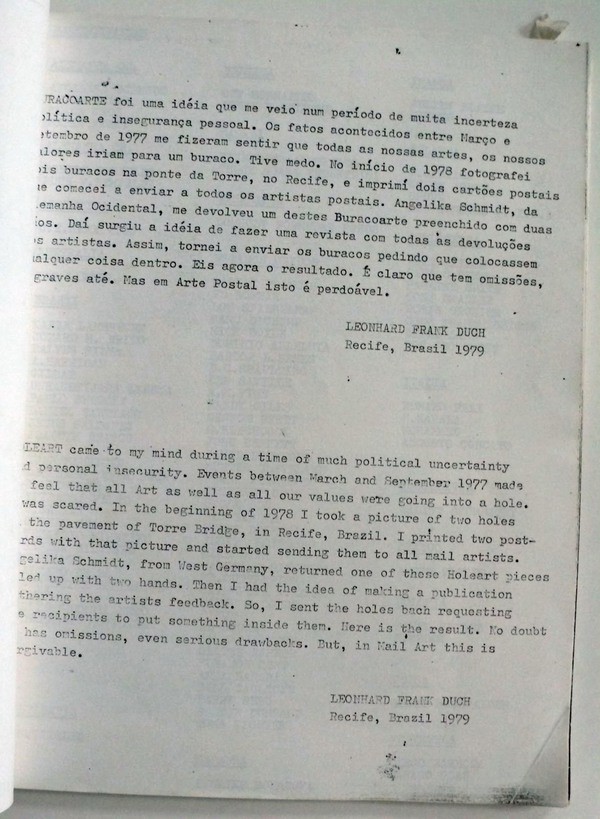 URACOARTE foi uma idéia que me veio num período de muita incerteza
olítica e insegurança pessoal. Os fatos acontecidos entre Março e
etembro de 1977 me fizeram sentir que todas as nossas artes, os nossos
alores iriam para um buraco. Tive medo. No início de 1978 fotografei
ois buracos na ponte da Torre, no Recife, e imprimí dois cartões postais
ue comecei a enviar a todos os artistas postais. Angelika Schmidt, da
lemanha Ocidental, me devolveu um destes Buracoarte preenchido com duas
ãos. Daí surgiu a idéia de fazer uma revista com todas às devoluções
os artistas. Assim, tornei a enviar os buracos pedindo que colocassem
ualquer coisa dentro. Eis agora o resultado. É claro que tem omissões,
graves até. Mas em Arte Postal isto é perdoável.
LEONHARD FRANK DUCH
Recife, Brasil 1979
LEART came to my mind during a time of much political uncertainty
d personal insecurity. Events between March and September 1977 made
feel that all Art as well as all our values were going into a hole.
was scared. In the beginning of 1978 I took a picture of two holes
the pavement of Torre Bridge, in Recife, Brazil. I printed two post-
rds with that picture and started sending them to all mail artists.
gelika Schmidt, from West Germany, returned one of those Holeart pieces
led up with two hands. Then I had the idea of making a publication
thering the artists feedback. So, I sent the holes bach requesting
e recipients to put something inside them. Here is the result. No doubt
has omissions, even serious drawbacks. But, in Mail Art this is
rgivable.
LEONHARD FRANK DUCH
Recife, Brazil 1979